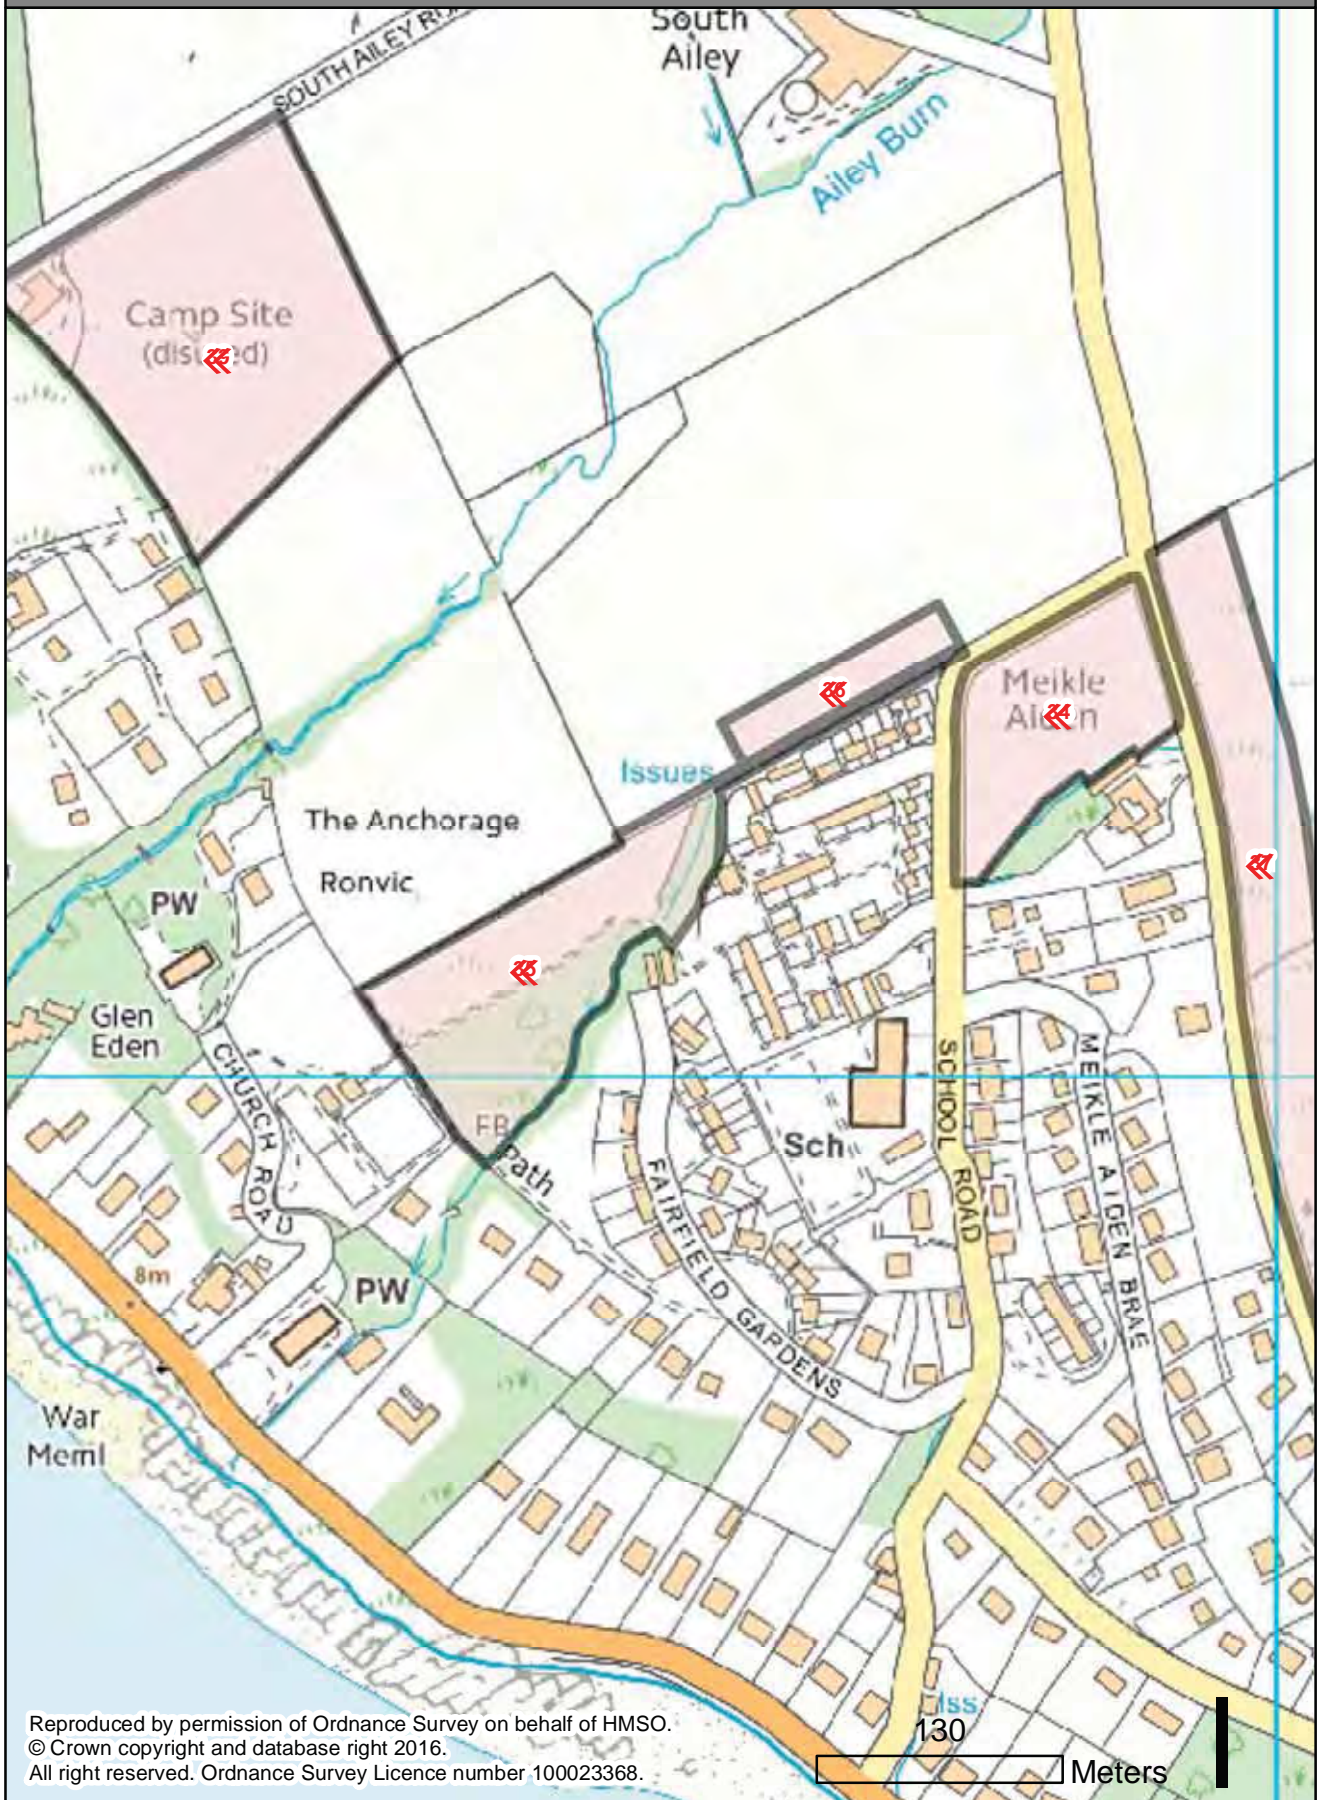 South
Ailey
Ailey Burn
Camp Site
Meikle
Issues
The Anchorage
Ronvic
PW
Glen
Eden
CHURCH ROAD
FB
Path
Sch
SCHOOL ROAD
MEIKLE AIDEN BRAE
FAIRFIELD GARDENS
8m
PW
War
Meml
Iss
130
Meters
Reproduced by permission of Ordnance Survey on behalf of HMSO.
© Crown copyright and database right 2016.
All right reserved. Ordnance Survey Licence number 100023368.